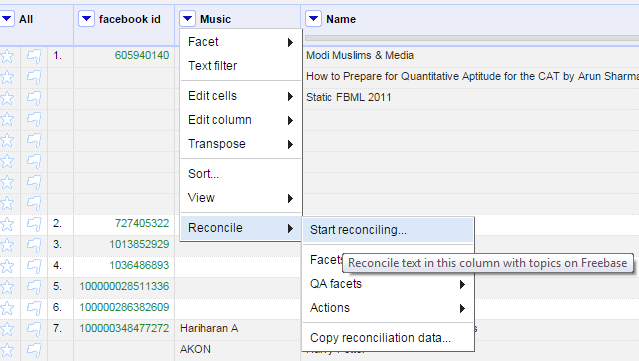 All facebook id Music Name
1. 605940140 Modi Muslims & Media
How to Prepare for Quantitative Aptitude for the CAT by Arun Sharma
Static FBML 2011
Facet
Text filter
Edit cells
Edit column
Transpose
Sort...
View
Reconcile
Start reconciling...
Facets
Reconcile text in this column with topics on Freebase
QA facets
Actions
Copy reconciliation data...
2. 727405322
3. 1013852929
4. 1036486893
5. 100000028511336
6. 100000286382609
7. 100000348477272 Hariharan A
AKON